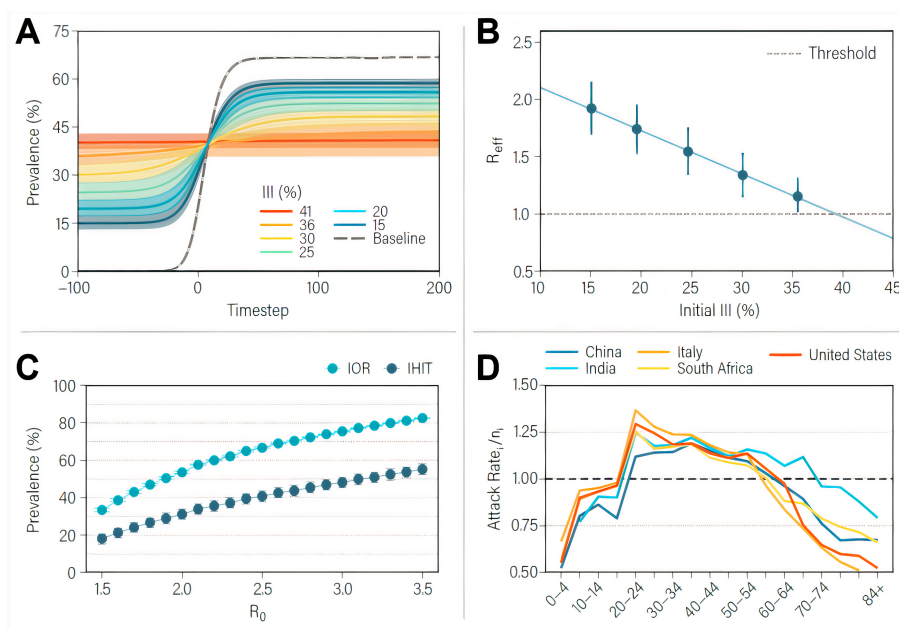 A
Prevalence (%)
75
60
45
30
15
0
III (%)
41
36
30
25
20
15
Baseline
−100
0
100
200
Timestep
B
R_eff
2.5
2.0
1.5
1.0
0.5
Threshold
10
15
20
25
30
35
40
45
Initial III (%)
C
IOR
IHIT
Prevalence (%)
100
80
60
40
20
0
1.5
2.0
2.5
3.0
3.5
R₀
D
China
India
Italy
South Africa
United States
Attack Rate,/nᵢ
1.50
1.25
1.00
0.75
0.50
0–4
10–14
20–24
30–34
40–44
50–54
60–64
70–74
84+